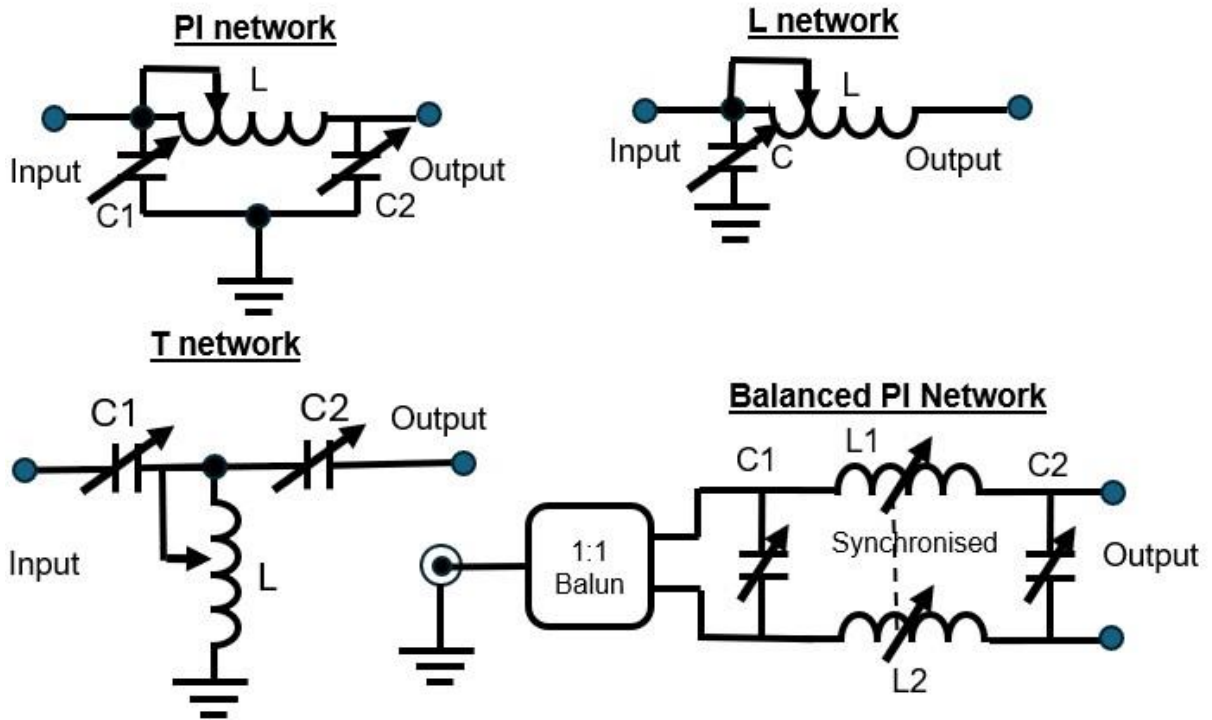 PI network
L
Input
Output
C1
C2
L network
L
Input
C
Output
T network
C1
C2
Output
Input
L
Balanced PI Network
L1
C1
C2
1:1
Balun
Synchronised
Output
L2